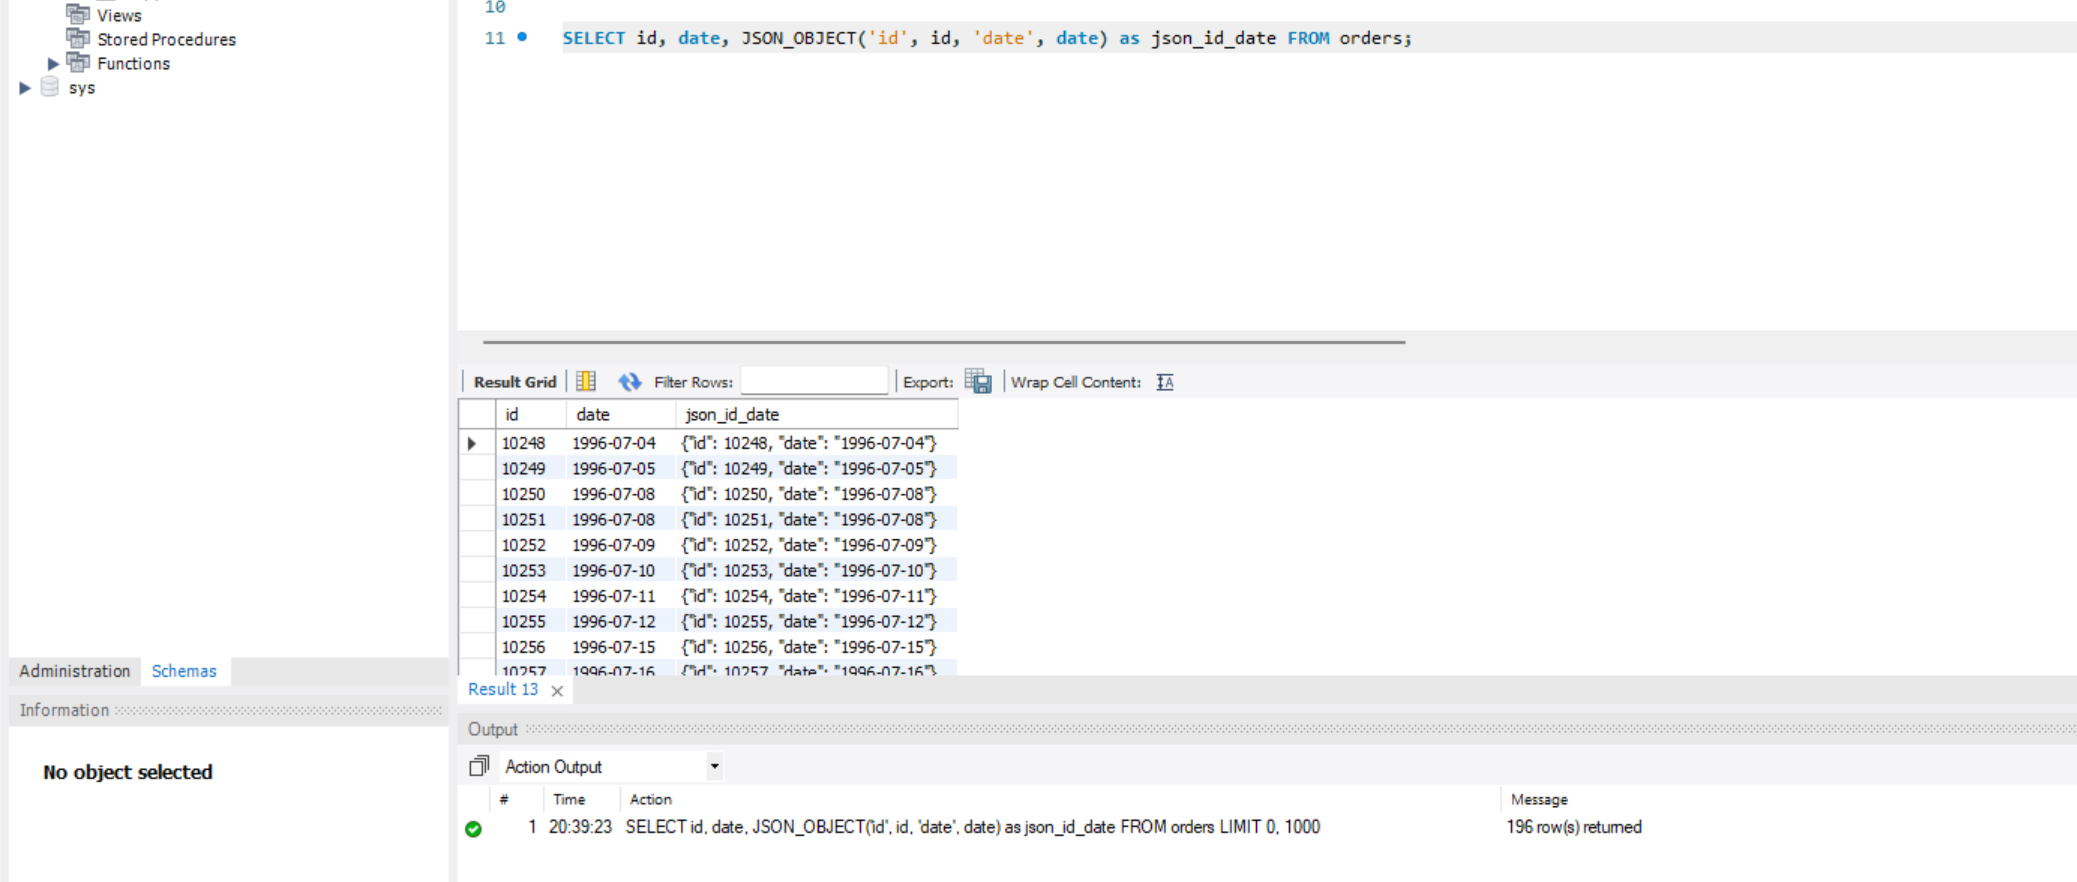 Views
Stored Procedures
Functions
sys
Administration Schemas
Information
No object selected
10
11 SELECT id, date, JSON_OBJECT('id', id, 'date', date) as json_id_date FROM orders;
Result Grid Filter Rows: Export: Wrap Cell Content:
id date json_id_date
10248 1996-07-04 {"id": 10248, "date": "1996-07-04"}
10249 1996-07-05 {"id": 10249, "date": "1996-07-05"}
10250 1996-07-08 {"id": 10250, "date": "1996-07-08"}
10251 1996-07-08 {"id": 10251, "date": "1996-07-08"}
10252 1996-07-09 {"id": 10252, "date": "1996-07-09"}
10253 1996-07-10 {"id": 10253, "date": "1996-07-10"}
10254 1996-07-11 {"id": 10254, "date": "1996-07-11"}
10255 1996-07-12 {"id": 10255, "date": "1996-07-12"}
10256 1996-07-15 {"id": 10256, "date": "1996-07-15"}
10257 1996-07-16 {"id": 10257, "date": "1996-07-16"}
Result 13
Output
Action Output
# Time Action Message
1 20:39:23 SELECT id, date, JSON_OBJECT('id', id, 'date', date) as json_id_date FROM orders LIMIT 0, 1000 196 row(s) returned